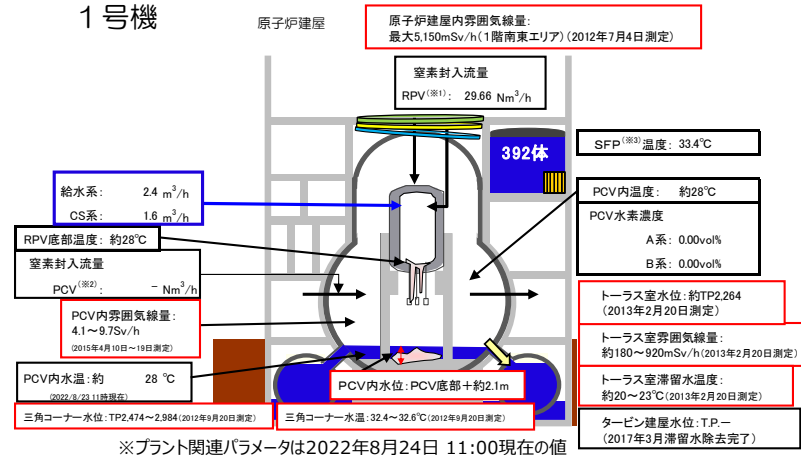 １号機
原子炉建屋
原子炉建屋内雰囲気線量:
最大5,150mSv/h(１階南東エリア)(2012年7月4日測定)
窒素封入流量
RPV(※1): 29.66 Nm3/h
392体
SFP(※3)温度: 33.4℃
給水系: 2.4 m3/h
CS系: 1.6 m3/h
PCV内温度: 約28℃
PCV水素濃度
A系: 0.00vol%
B系: 0.00vol%
RPV底部温度: 約28℃
窒素封入流量
PCV(※2): － Nm3/h
PCV内雰囲気線量:
4.1～9.7Sv/h
(2015年4月10日～19日測定)
トーラス室水位:約TP2,264
(2013年2月20日測定)
トーラス室雰囲気線量:
約180～920mSv/h(2013年2月20日測定)
PCV内水温:約 28 ℃
(2022/8/23 11時現在)
PCV内水位:PCV底部＋約2.1m
トーラス室滞留水温度:
約20～23℃(2013年2月20日測定)
三角コーナー水位:TP2,474～2,984(2012年9月20日測定)
三角コーナー水温:32.4～32.6℃(2012年9月20日測定)
タービン建屋水位:T.P.－
(2017年3月滞留水除去完了)
※プラント関連パラメータは2022年8月24日 11:00現在の値